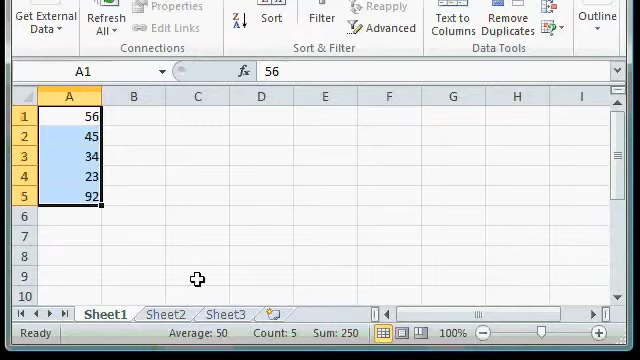 Get External Data
Refresh All
Properties
Edit Links
Connections
Sort
Filter
Reapply
Advanced
Sort & Filter
Text to Columns
Remove Duplicates
Data Tools
Outline
A1
fx
56
A B C D E F G H I
1 56
2 45
3 34
4 23
5 92
6
7
8
9
10
Sheet1 Sheet2 Sheet3
Ready Average: 50 Count: 5 Sum: 250 100%